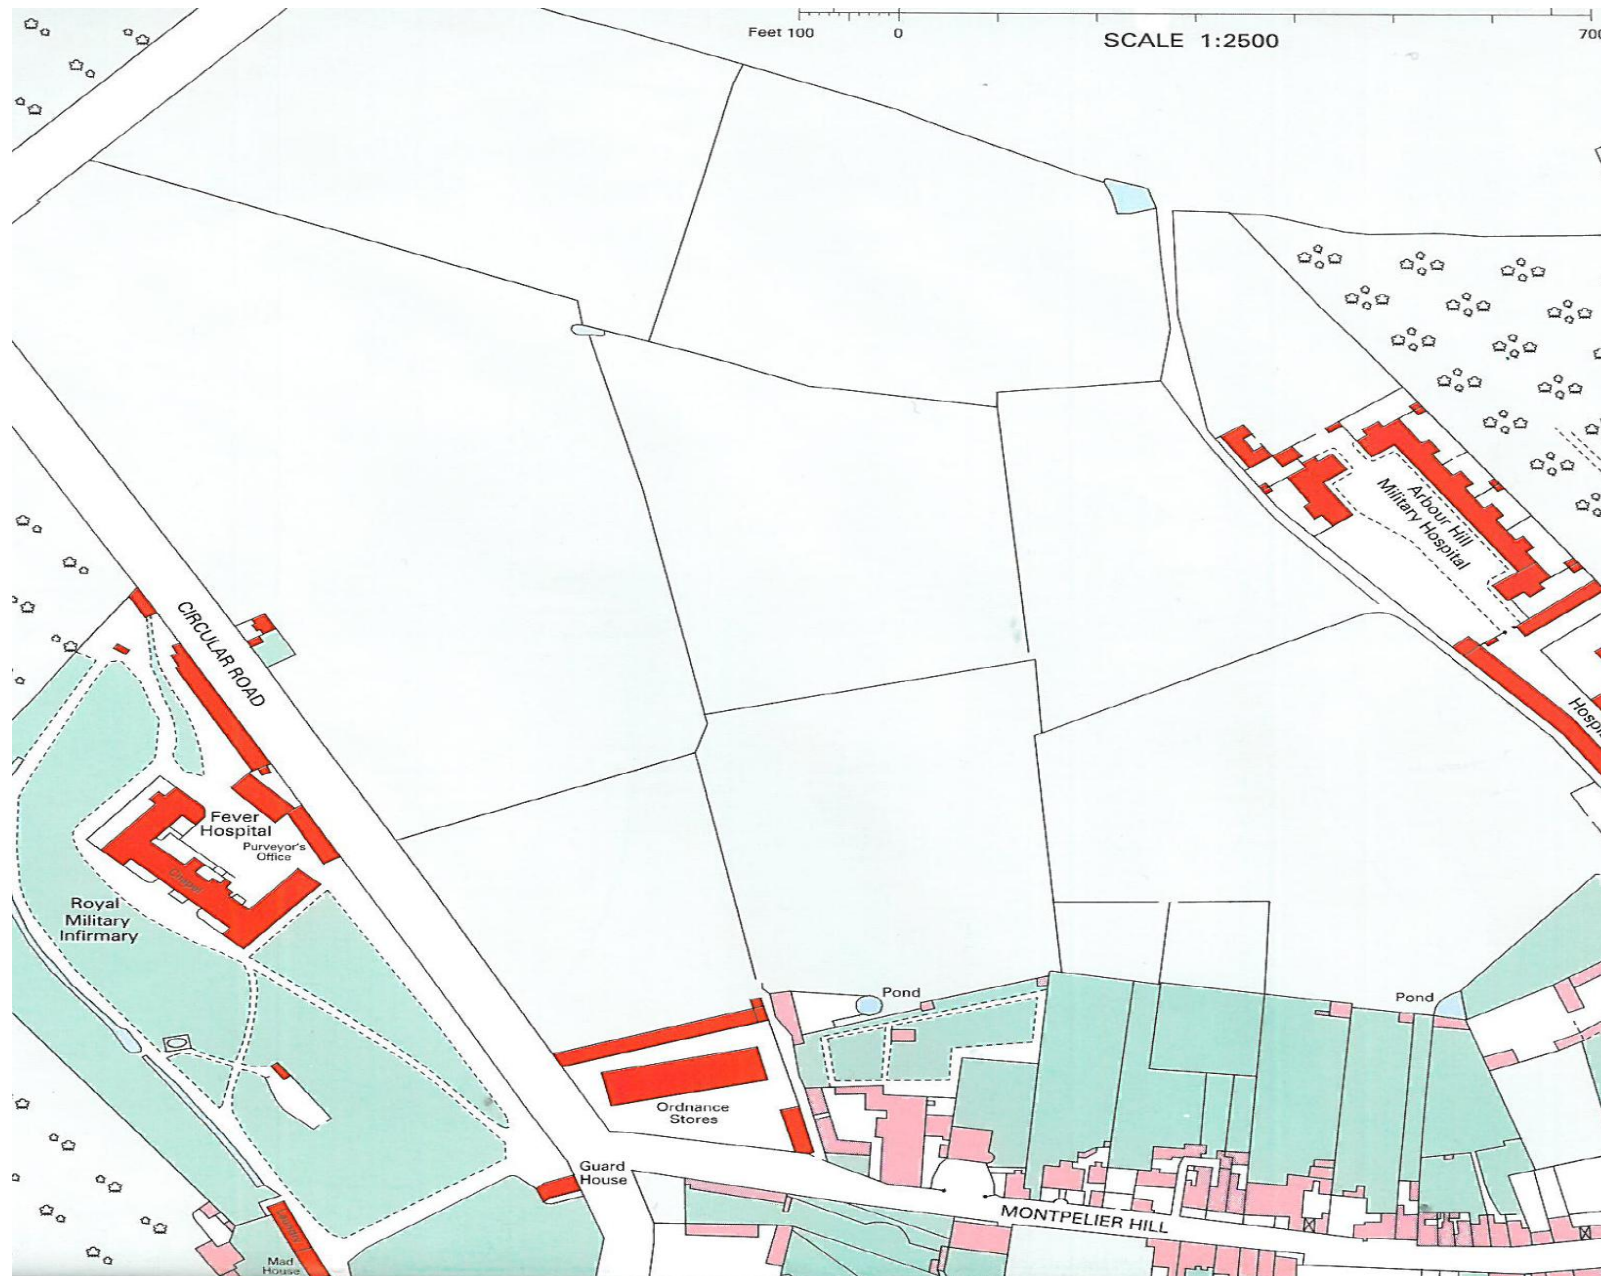 Feet 100
0
700
SCALE 1:2500
Arbour Hill
Military Hospital
CIRCULAR ROAD
Fever
Hospital
Purveyor's
Office
Chapel
Royal
Military
Infirmary
Pond
Pond
Ordnance
Stores
Guard
House
MONTPELIER HILL
Mad
House